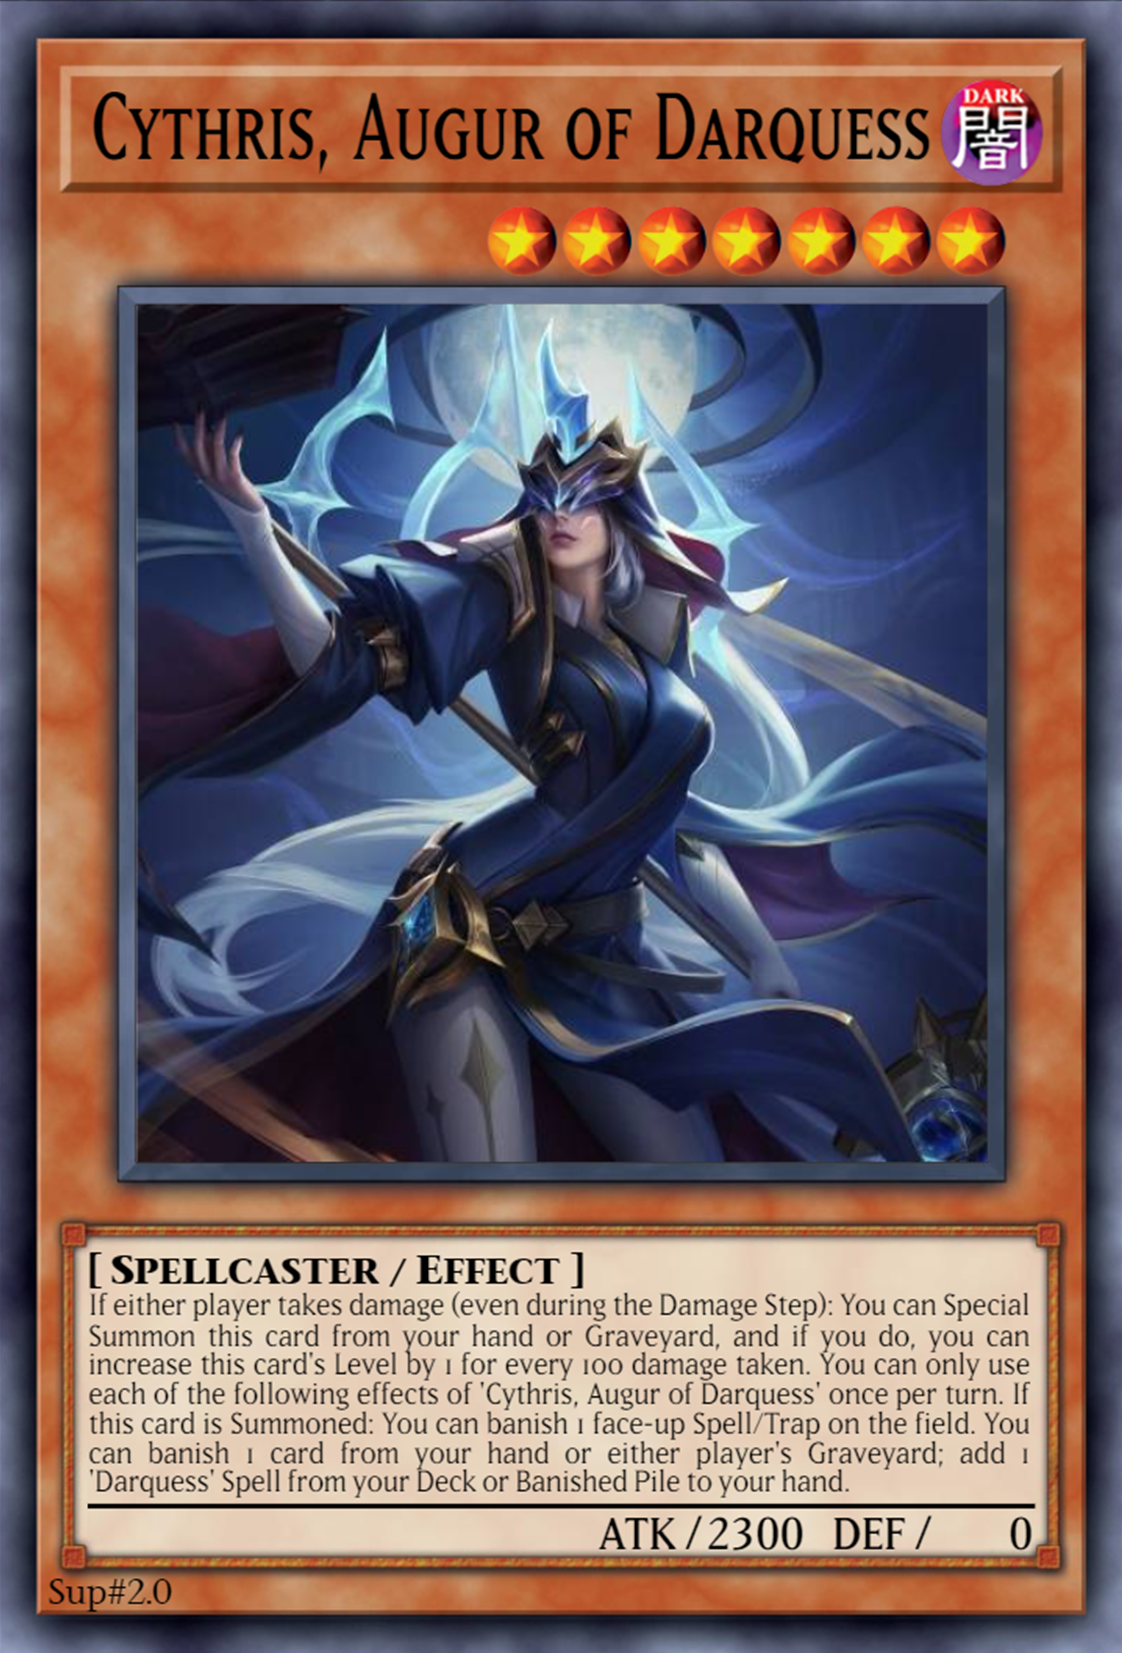 Cythris, Augur of Darquess
DARK
闇
[ Spellcaster / Effect ]
If either player takes damage (even during the Damage Step): You can Special
Summon this card from your hand or Graveyard, and if you do, you can
increase this card's Level by 1 for every 100 damage taken. You can only use
each of the following effects of 'Cythris, Augur of Darquess' once per turn. If
this card is Summoned: You can banish 1 face-up Spell/Trap on the field. You
can banish 1 card from your hand or either player's Graveyard; add 1
'Darquess' Spell from your Deck or Banished Pile to your hand.
ATK / 2300 DEF / 0
Sup#2.0